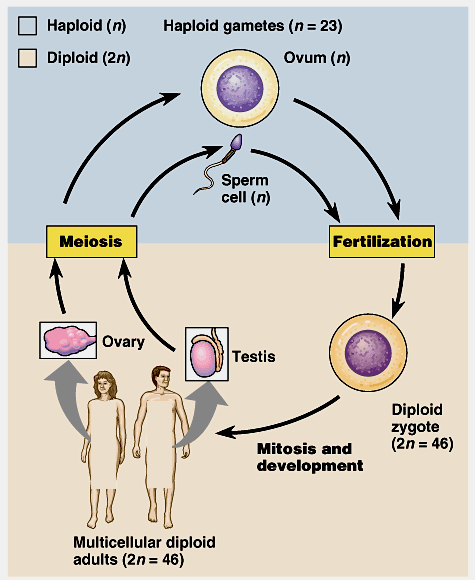 Haploid (n)
Haploid gametes (n = 23)
Diploid (2n)
Ovum (n)
Sperm
cell (n)
Meiosis
Fertilization
Ovary
Testis
Diploid
zygote
(2n = 46)
Mitosis and
development
Multicellular diploid
adults (2n = 46)